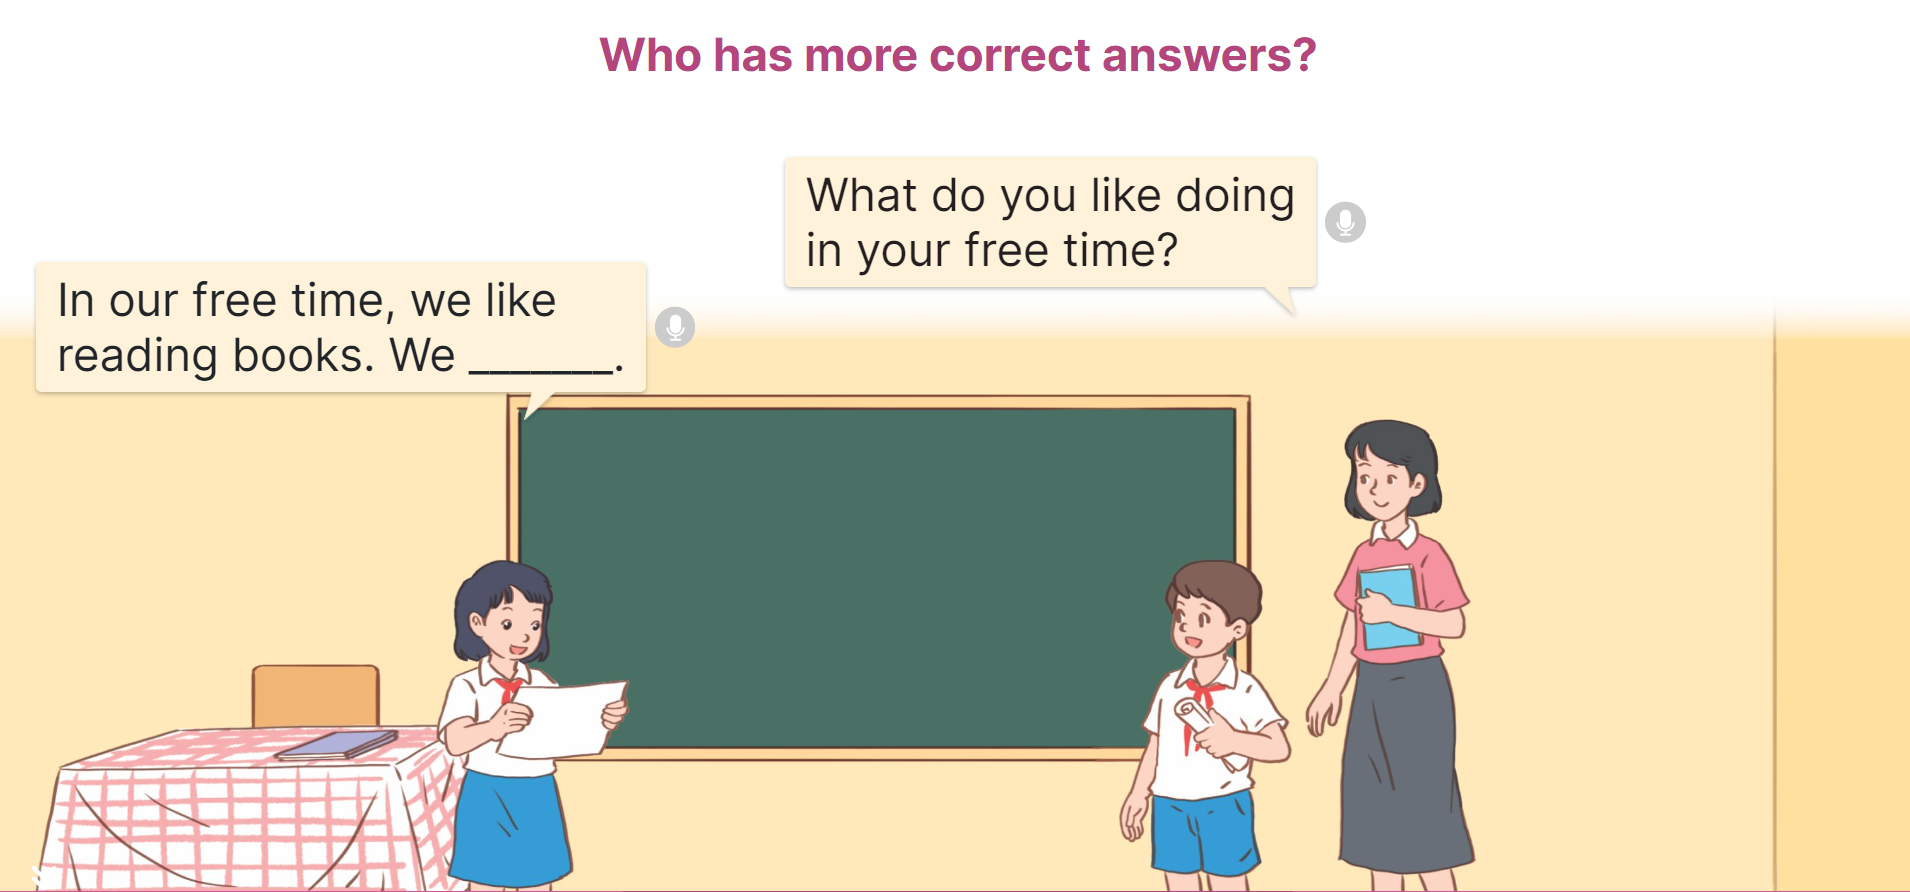 Who has more correct answers?
What do you like doing
in your free time?
In our free time, we like
reading books. We _______.